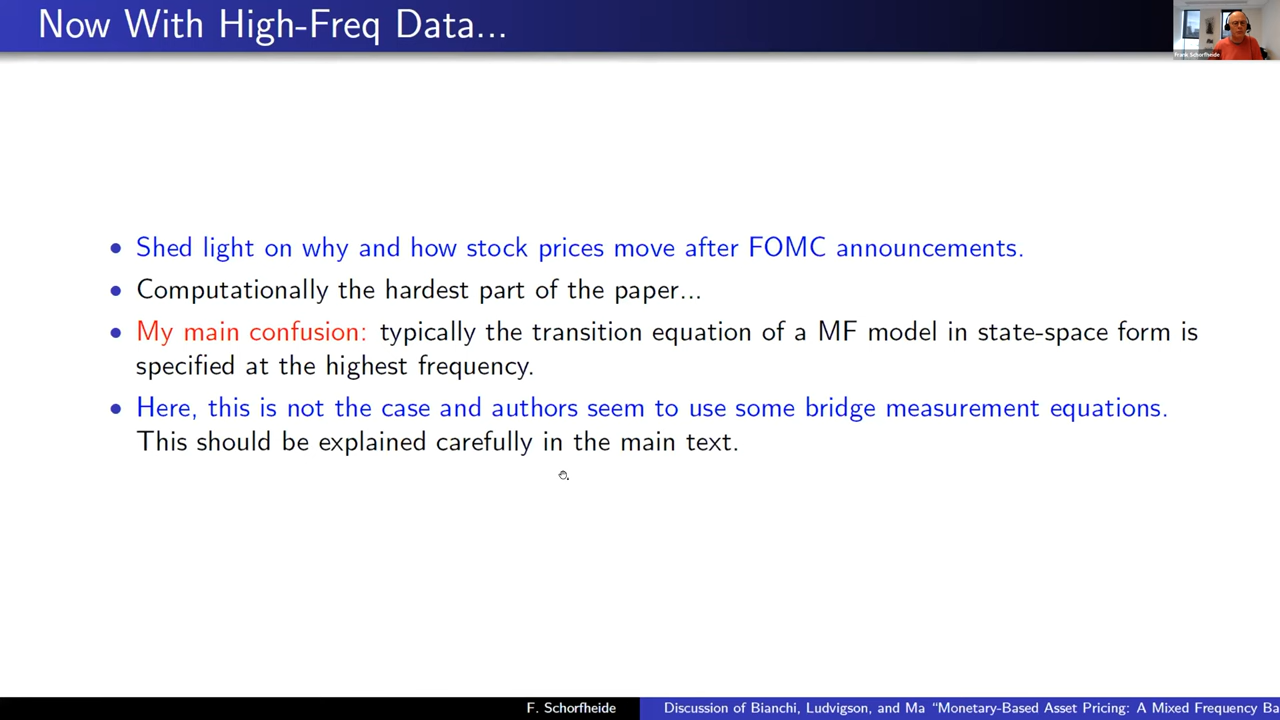 Now With High-Freq Data...
Frank Schorfheide
• Shed light on why and how stock prices move after FOMC announcements.
• Computationally the hardest part of the paper...
• My main confusion: typically the transition equation of a MF model in state-space form is
specified at the highest frequency.
• Here, this is not the case and authors seem to use some bridge measurement equations.
This should be explained carefully in the main text.
F. Schorfheide
Discussion of Bianchi, Ludvigson, and Ma “Monetary-Based Asset Pricing: A Mixed Frequency Ba